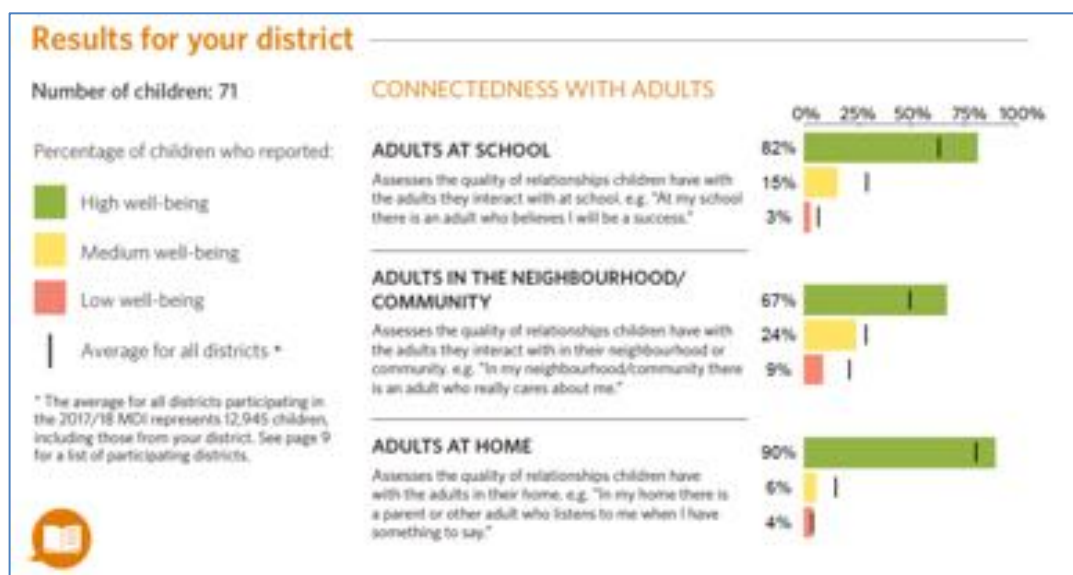 Results for your district
Number of children: 71
Percentage of children who reported:
High well-being
Medium well-being
Low well-being
Average for all districts *
* The average for all districts participating in
the 2017/18 MDI represents 12,945 children,
including those from your district. See page 9
for a list of participating districts.
CONNECTEDNESS WITH ADULTS
0% 25% 50% 75% 100%
ADULTS AT SCHOOL
Assesses the quality of relationships children have with
the adults they interact with at school. e.g. "At my school
there is an adult who believes I will be a success."
82%
15%
3%
ADULTS IN THE NEIGHBOURHOOD/
COMMUNITY
Assesses the quality of relationships children have with
the adults they interact with in their neighbourhood or
community. e.g. "In my neighbourhood/community there
is an adult who really cares about me."
67%
24%
9%
ADULTS AT HOME
Assesses the quality of relationships children have
with the adults in their home. e.g. "In my home there is
a parent or other adult who listens to me when I have
something to say."
90%
6%
4%